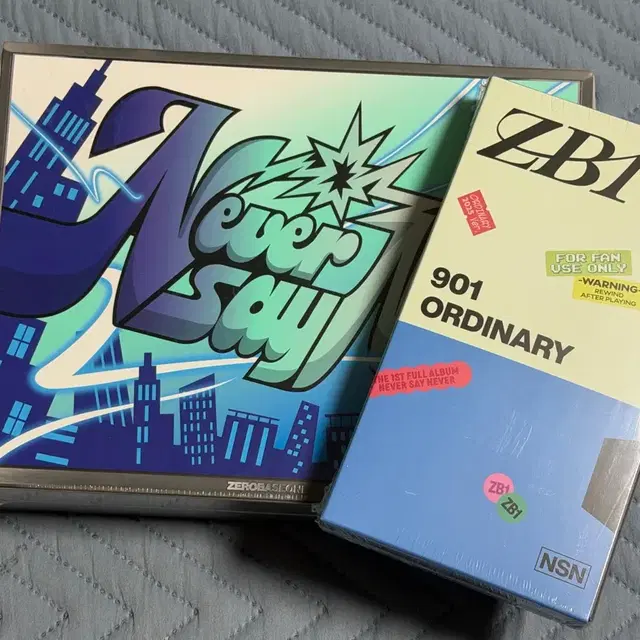 Never
Say
ZEROBASEONE
ZB1
ORDINARY
2025 Ver.
FOR FAN
USE ONLY
-WARNING-
REWIND
AFTER PLAYING
901
ORDINARY
THE 1ST FULL ALBUM
NEVER SAY NEVER
ZB1
ZB1
NSN